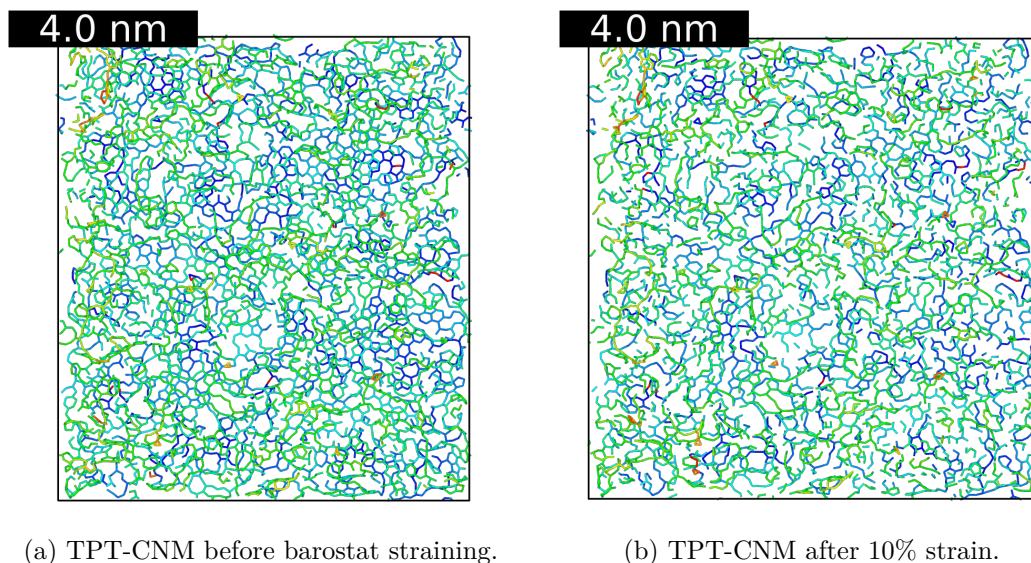 4.0 nm
4.0 nm
(a) TPT-CNM before barostat straining.
(b) TPT-CNM after 10% strain.